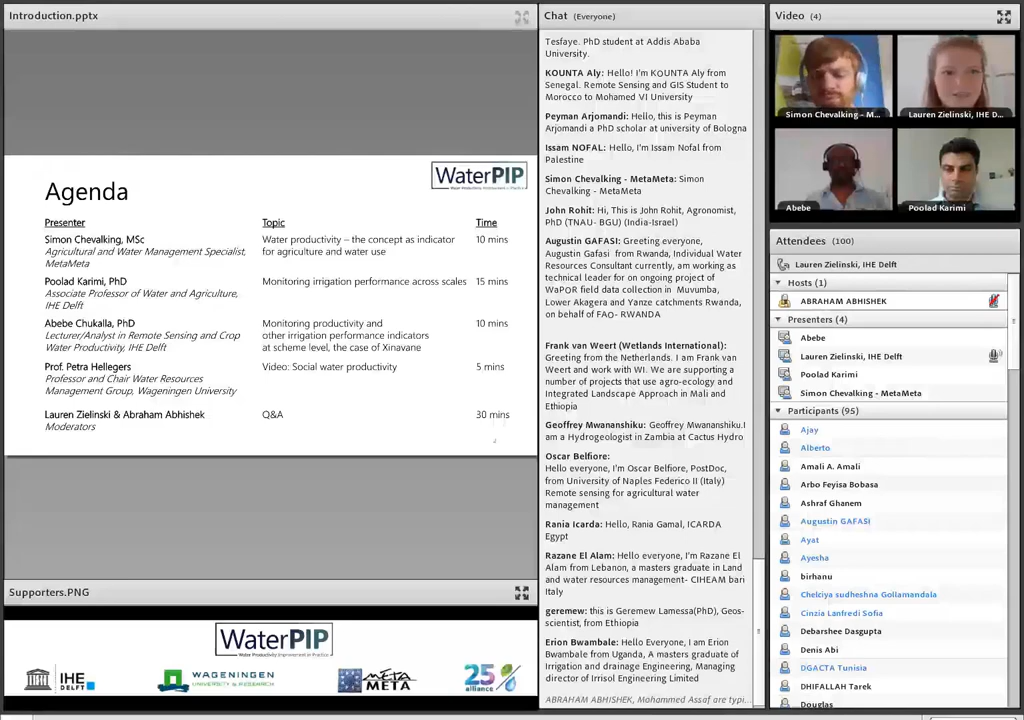 Introduction.pptx
Agenda
WaterPIP
Water Productivity Improvement in Practice
Presenter Topic Time
Simon Chevalking, MSc
Agricultural and Water Management Specialist,
MetaMeta
Water productivity – the concept as indicator
for agriculture and water use
10 mins
Poolad Karimi, PhD
Associate Professor of Water and Agriculture,
IHE Delft
Monitoring irrigation performance across scales
15 mins
Abebe Chukalla, PhD
Lecturer/Analyst in Remote Sensing and Crop
Water Productivity, IHE Delft
Monitoring productivity and
other irrigation performance indicators
at scheme level, the case of Xinavane
10 mins
Prof. Petra Hellegers
Professor and Chair Water Resources
Management Group, Wageningen University
Video: Social water productivity
5 mins
Lauren Zielinski & Abraham Abhishek
Moderators
Q&A
30 mins
Supporters.PNG
WaterPIP
Water Productivity Improvement in Practice
IHE
DELFT
WAGENINGEN
UNIVERSITY & RESEARCH
META
META
25
alliance
Chat (Everyone)
Tesfaye. PhD student at Addis Ababa
University.
KOUNTA Aly: Hello! I'm KOUNTA Aly from
Senegal. Remote Sensing and GIS Student to
Morocco to Mohamed VI University
Peyman Arjomandi: Hello, this is Peyman
Arjomandi a PhD scholar at university of Bologna
Issam NOFAL: Hello, I'm Issam Nofal from
Palestine
Simon Chevalking - MetaMeta: Simon
Chevalking - MetaMeta
John Rohit: Hi, This is John Rohit, Agronomist,
PhD (TNAU- BGU) (India-Israel)
Augustin GAFASI: Greeting everyone,
Augustin Gafasi from Rwanda, Individual Water
Resources Consultant currently, am working as
technical leader for on ongoing project of
WaPOR field data collection in Muvumba,
Lower Akagera and Yanze catchments Rwanda,
on behalf of FAO- RWANDA
Frank van Weert (Wetlands International):
Greeting from the Netherlands. I am Frank van
Weert and work with WI. We are supporting a
number of projects that use agro-ecology and
Integrated Landscape Approach in Mali and
Ethiopia
Geoffrey Mwananshiku: Geoffrey Mwananshiku.I
am a Hydrogeologist in Zambia at Cactus Hydro
Oscar Belfiore:
Hello everyone, I'm Oscar Belfiore, PostDoc,
from University of Naples Federico II (Italy)
Remote sensing for agricultural water
management
Rania Icarda: Hello, Rania Gamal, ICARDA
Egypt
Razane El Alam: Hello everyone, I'm Razane El
Alam from Lebanon, a masters graduate in Land
and water resources management- CIHEAM bari
Italy
geremew: this is Geremew Lamessa(PhD), Geos-
scientist, from Ethiopia
Erion Bwambale: Hello Everyone, I am Erion
Bwambale from Uganda, A masters graduate of
Irrigation and drainage Engineering, Managing
director of Irrisol Engineering Limited
ABRAHAM ABHISHEK, Mohammed Assaf are typi...
Video (4)
Simon Chevalking - M...
Lauren Zielinski, IHE D...
Abebe
Poolad Karimi
Attendees (100)
Lauren Zielinski, IHE Delft
Hosts (1)
ABRAHAM ABHISHEK
Presenters (4)
Abebe
Lauren Zielinski, IHE Delft
Poolad Karimi
Simon Chevalking - MetaMeta
Participants (95)
Ajay
Alberto
Amali A. Amali
Arbo Feyisa Bobasa
Ashraf Ghanem
Augustin GAFASI
Ayat
Ayesha
birhanu
Chelciya sudheshna Gollamandala
Cinzia Lanfredi Sofia
Debarshee Dasgupta
Denis Abi
DGACTA Tunisia
DHIFALLAH Tarek
Douglas